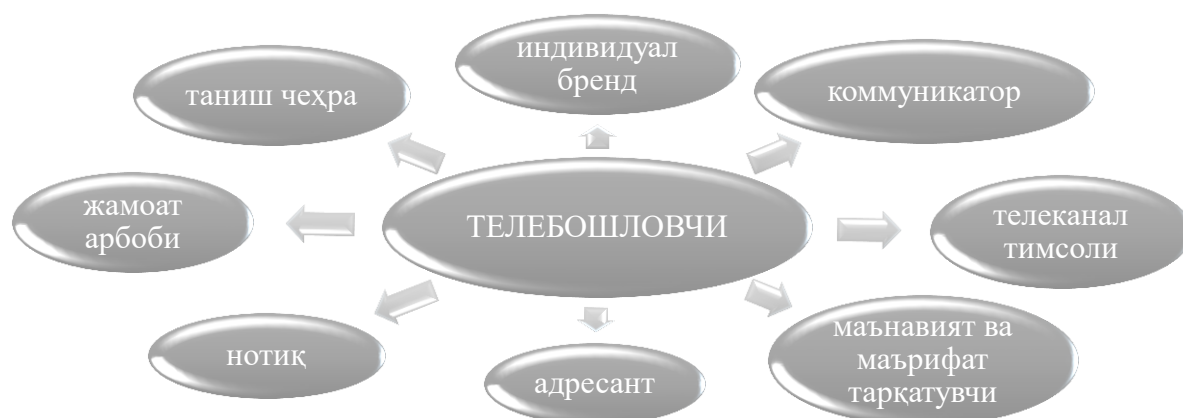 индивидуал
бренд
таниш чеҳра
коммуникатор
жамоат
арбоби
ТЕЛЕБОШЛОВЧИ
телеканал
тимсоли
нотиқ
адресант
маънавият ва
маърифат
тарқатувчи